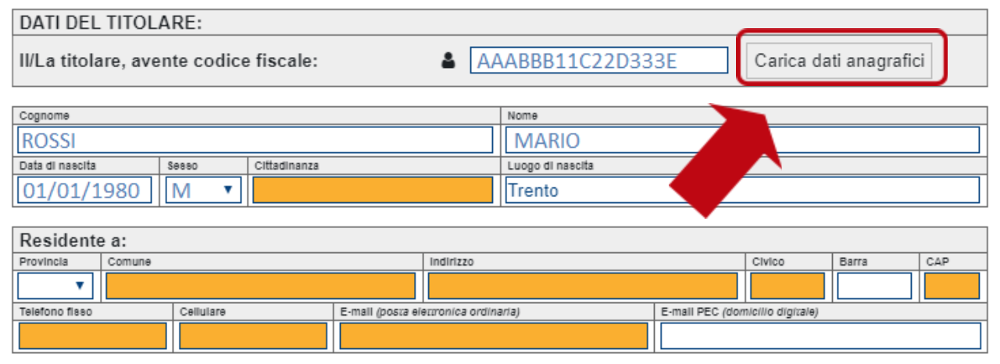 DATI DEL TITOLARE:
Il/La titolare, avente codice fiscale: AAABBB11C22D333E Carica dati anagrafici
Cognome Nome
ROSSI MARIO
Data di nascita Sesso Cittadinanza Luogo di nascita
01/01/1980 M Trento
Residente a:
Provincia Comune Indirizzo Civico Barra CAP
Telefono fisso Cellulare E-mail (posta elettronica ordinaria) E-mail PEC (domicilio digitale)